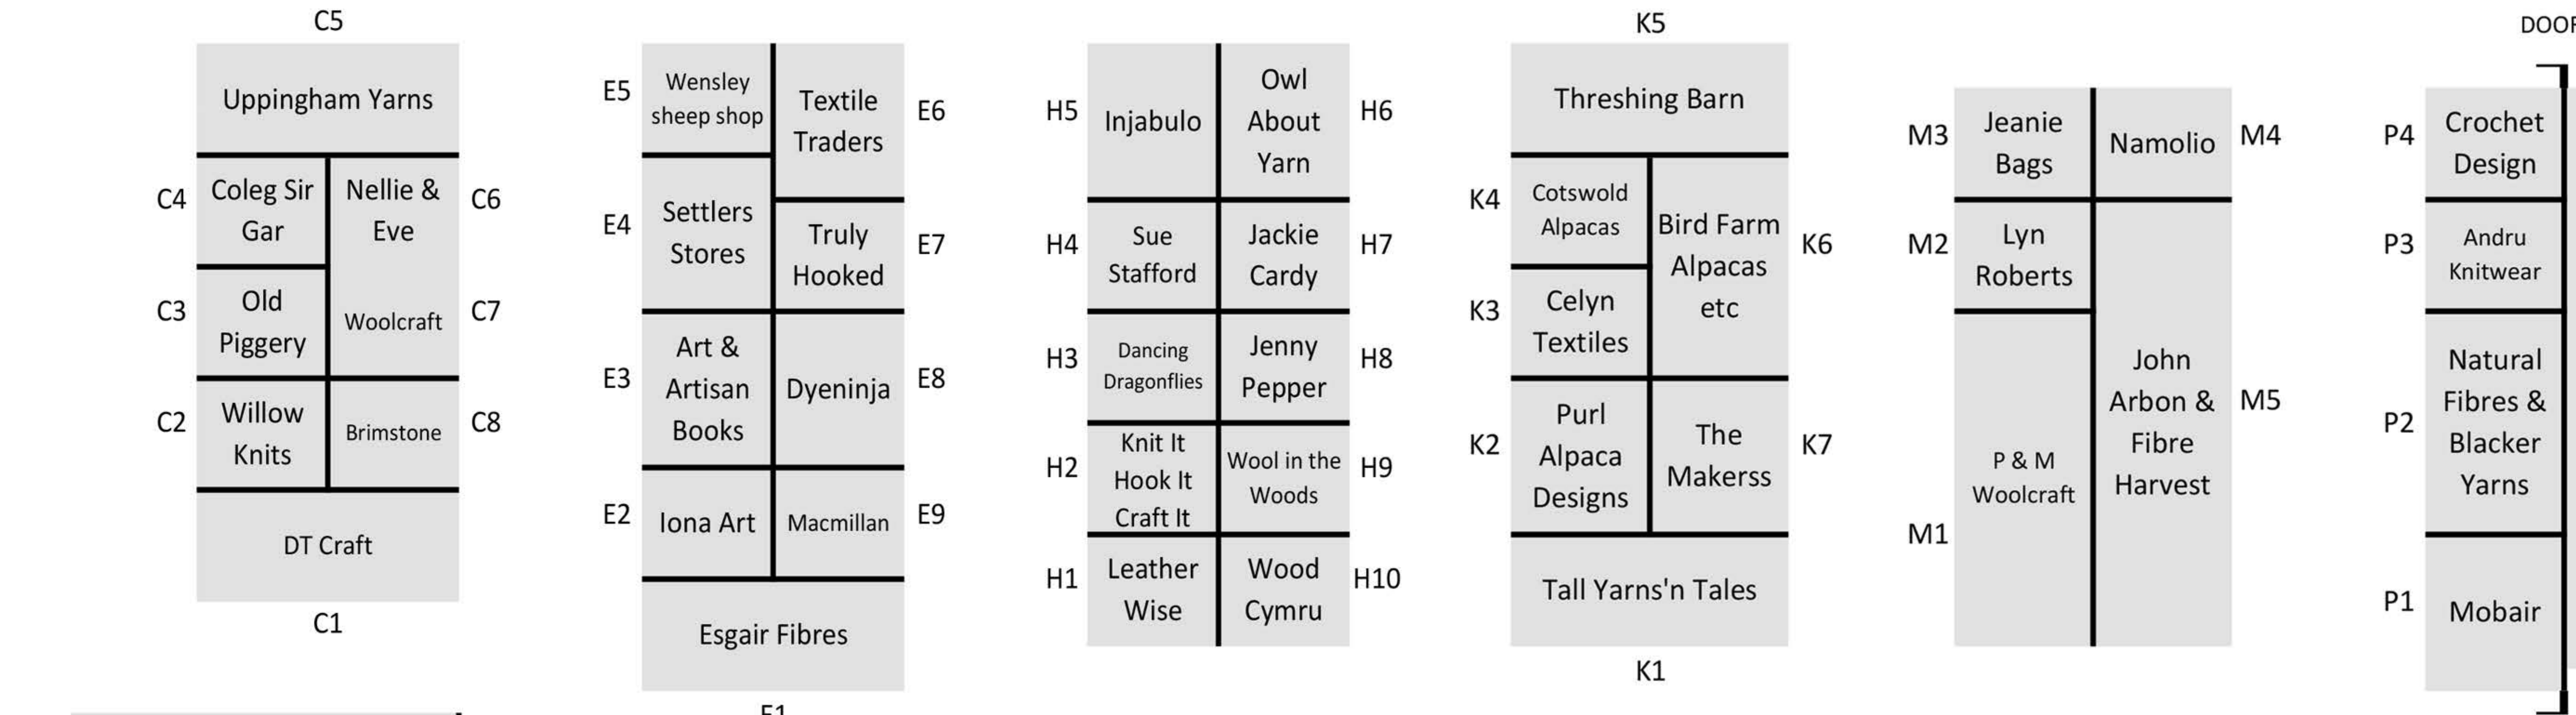 C5
Uppingham Yarns
C4
Coleg Sir
Gar
Nellie &
Eve
C6
C3
Old
Piggery
Woolcraft
C7
C2
Willow
Knits
Brimstone
C8
DT Craft
C1
E5
Wensley
sheep shop
Textile
Traders
E6
E4
Settlers
Stores
Truly
Hooked
E7
E3
Art &
Artisan
Books
Dyeninja
E8
E2
Iona Art
Macmillan
E9
Esgair Fibres
H5
Injabulo
Owl
About
Yarn
H6
H4
Sue
Stafford
Jackie
Cardy
H7
H3
Dancing
Dragonflies
Jenny
Pepper
H8
H2
Knit It
Hook It
Craft It
Wool in the
Woods
H9
H1
Leather
Wise
Wood
Cymru
H10
K5
Threshing Barn
K4
Cotswold
Alpacas
Bird Farm
Alpacas
etc
K6
K3
Celyn
Textiles
K2
Purl
Alpaca
Designs
The
Makerss
K7
Tall Yarns'n Tales
K1
M3
Jeanie
Bags
Namolio
M4
M2
Lyn
Roberts
M1
P & M
Woolcraft
John
Arbon &
Fibre
Harvest
M5
DOOR
P4
Crochet
Design
P3
Andru
Knitwear
P2
Natural
Fibres &
Blacker
Yarns
P1
Mobair